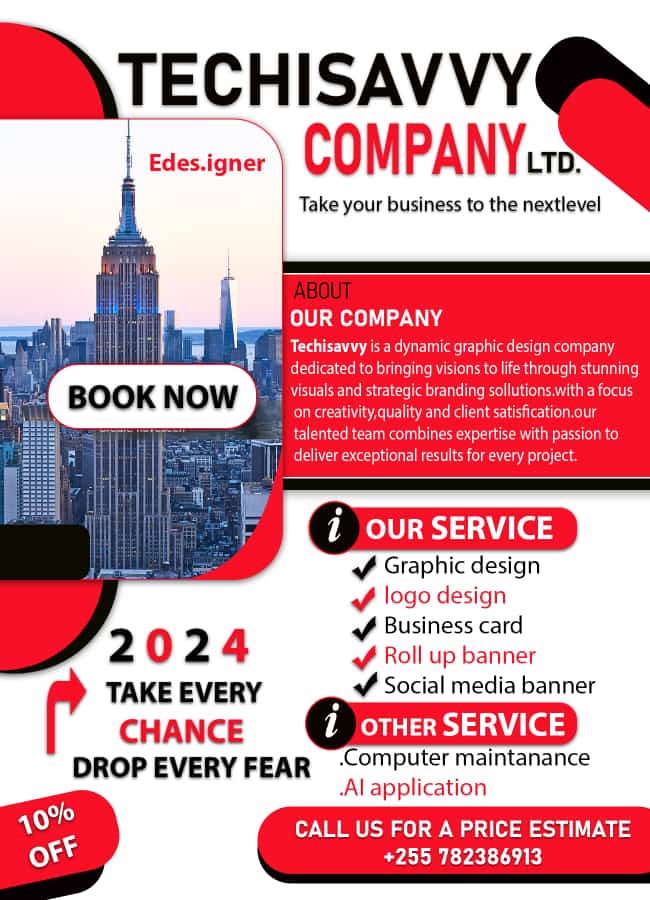 TECHISAVVY
COMPANY LTD.
Take your business to the nextlevel
Edes.igner
BOOK NOW
ABOUT
OUR COMPANY
Techisavvy is a dynamic graphic design company
dedicated to bringing visions to life through stunning
visuals and strategic branding sollutions.with a focus
on creativity,quality and client satisfication.our
talented team combines expertise with passion to
deliver exceptional results for every project.
i OUR SERVICE
Graphic design
logo design
Business card
Roll up banner
Social media banner
i OTHER SERVICE
.Computer maintanance
.AI application
2024
TAKE EVERY
CHANCE
DROP EVERY FEAR
10%
OFF
CALL US FOR A PRICE ESTIMATE
+255 782386913